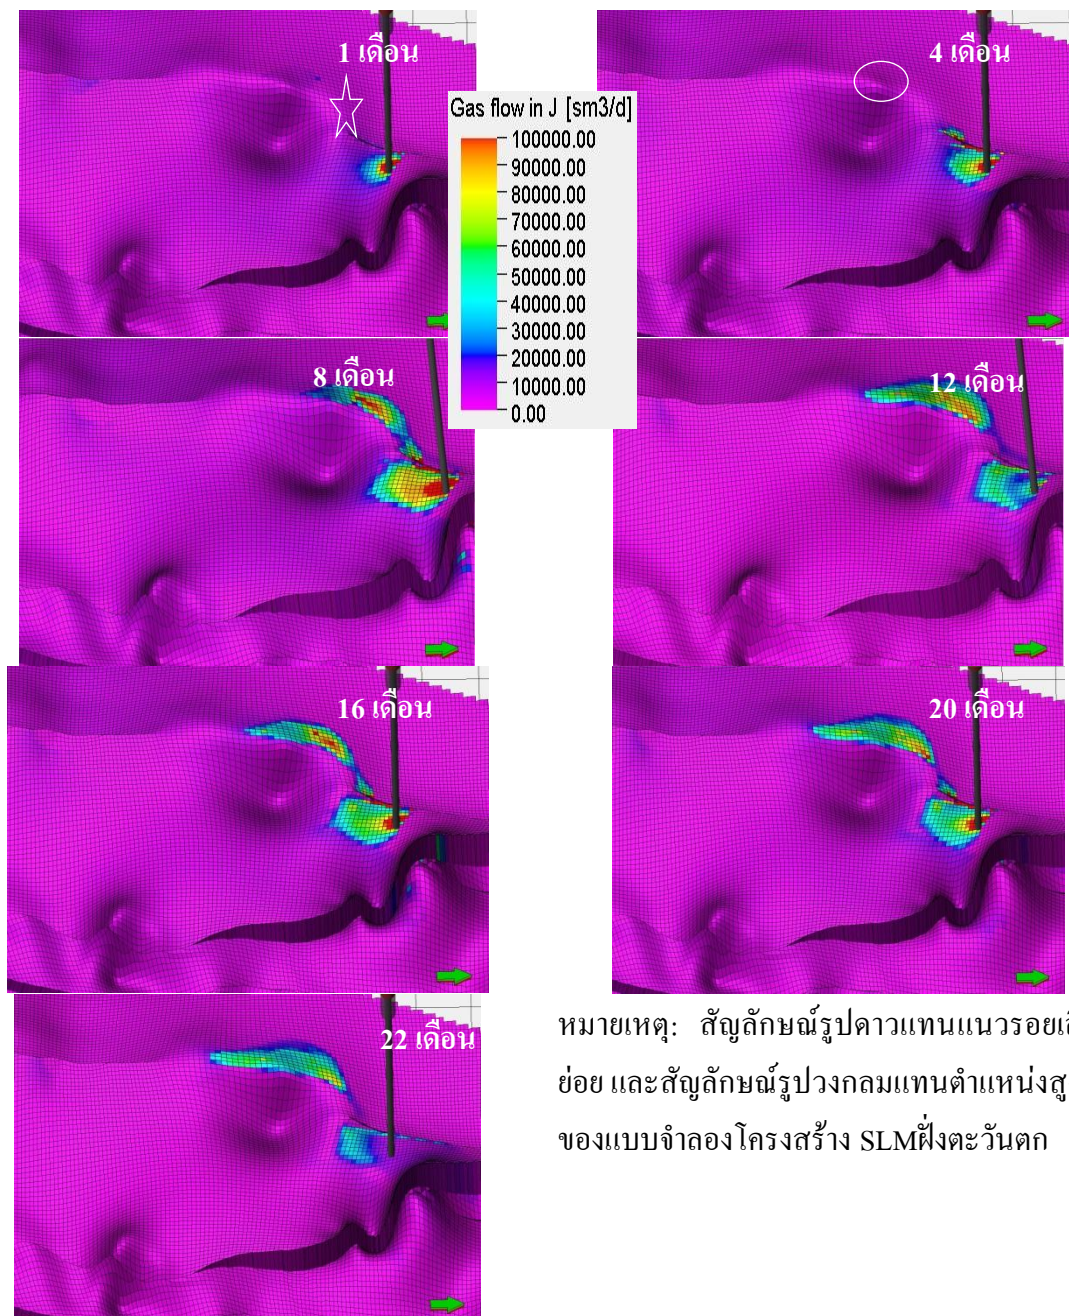 1 เดือน
4 เดือน
Gas flow in J [sm3/d]
100000.00
90000.00
80000.00
70000.00
60000.00
50000.00
40000.00
30000.00
20000.00
10000.00
0.00
8 เดือน
12 เดือน
16 เดือน
20 เดือน
22 เดือน
หมายเหตุ: สัญลักษณ์รูปดาวแทนแนวรอย
ย่อย และสัญลักษณ์รูปวงกลมแทนตำแหน่ง
ของแบบจำลองโครงสร้าง SLMฝั่งตะวันตก